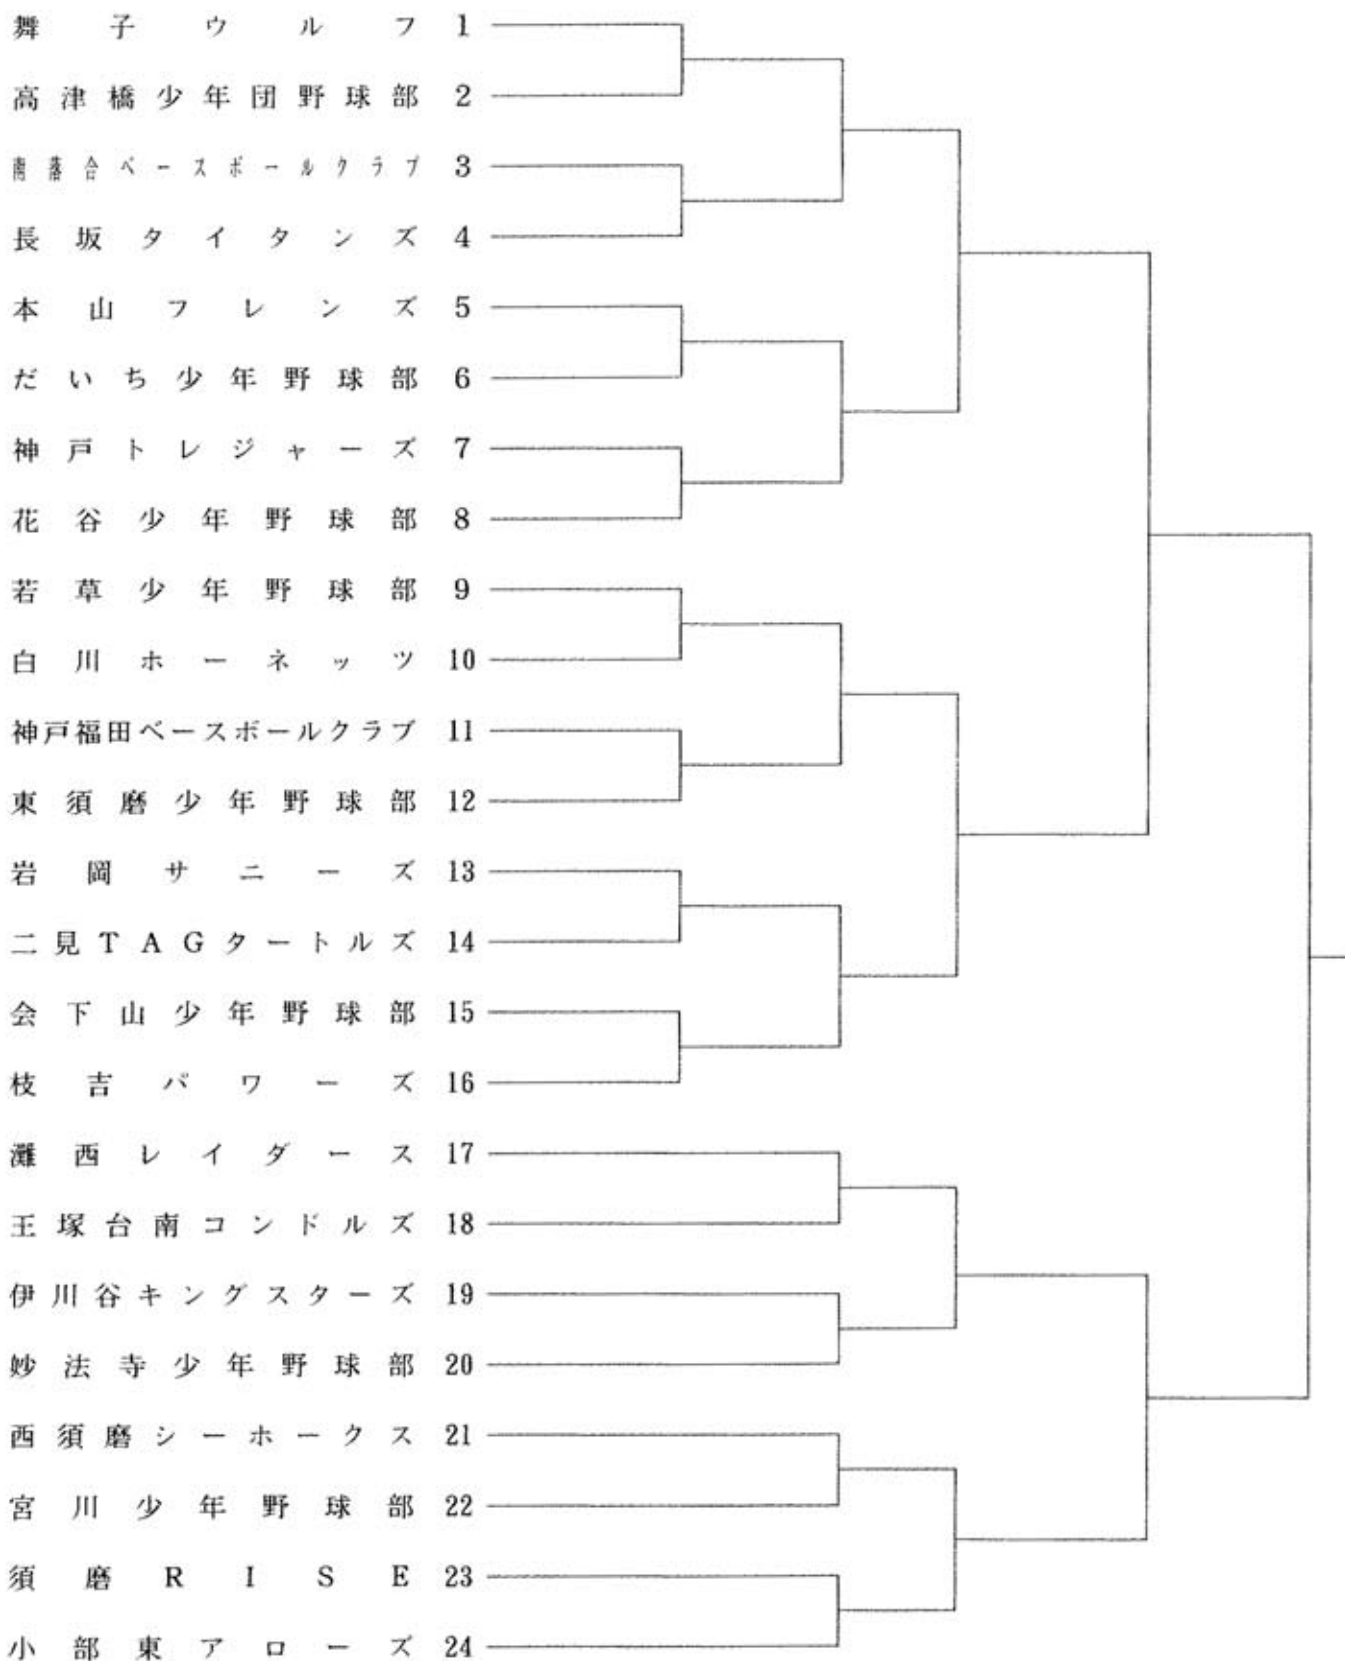 舞子ウルフ 1
高津橋少年団野球部 2
南落合ベースボールクラブ 3
長坂タイタンズ 4
本山フレンズ 5
だいち少年野球部 6
神戸トレジャーズ 7
花谷少年野球部 8
若草少年野球部 9
白川ホーネッツ 10
神戸福田ベースボールクラブ 11
東須磨少年野球部 12
岩岡サニーズ 13
二見TAGタートルズ 14
会下山少年野球部 15
枝吉パワーズ 16
灘西レイダース 17
王塚台南コンドルズ 18
伊川谷キングスターズ 19
妙法寺少年野球部 20
西須磨シーホークス 21
宮川少年野球部 22
須磨RISE 23
小部東アローズ 24